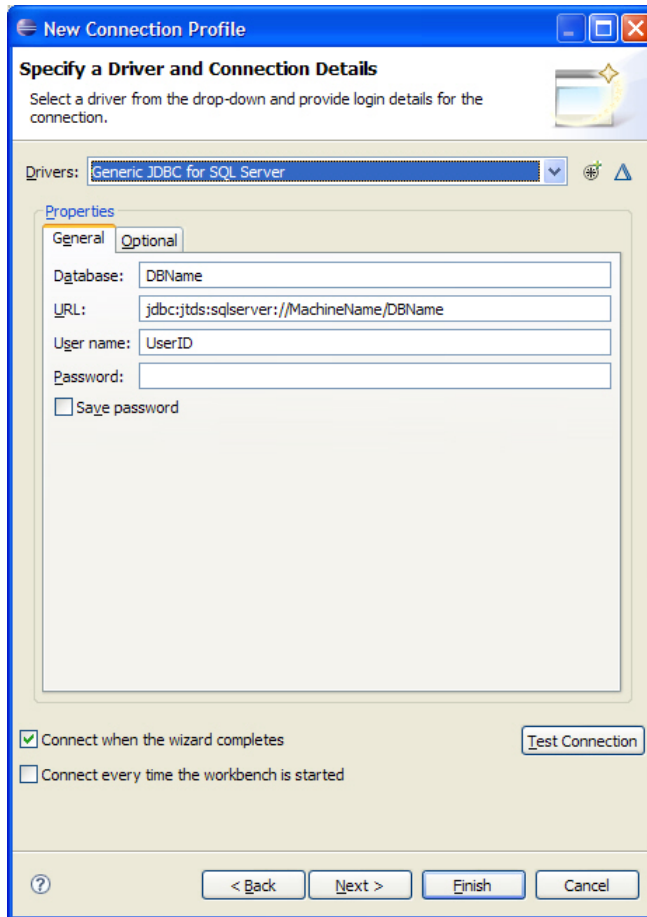 New Connection Profile
Specify a Driver and Connection Details
Select a driver from the drop-down and provide login details for the
connection.
Drivers: Generic JDBC for SQL Server
Properties
General Optional
Database: DBName
URL: jdbc:jtds:sqlserver://MachineName/DBName
User name: UserID
Password:
Save password
Connect when the wizard completes
Test Connection
Connect every time the workbench is started
? < Back Next > Finish Cancel